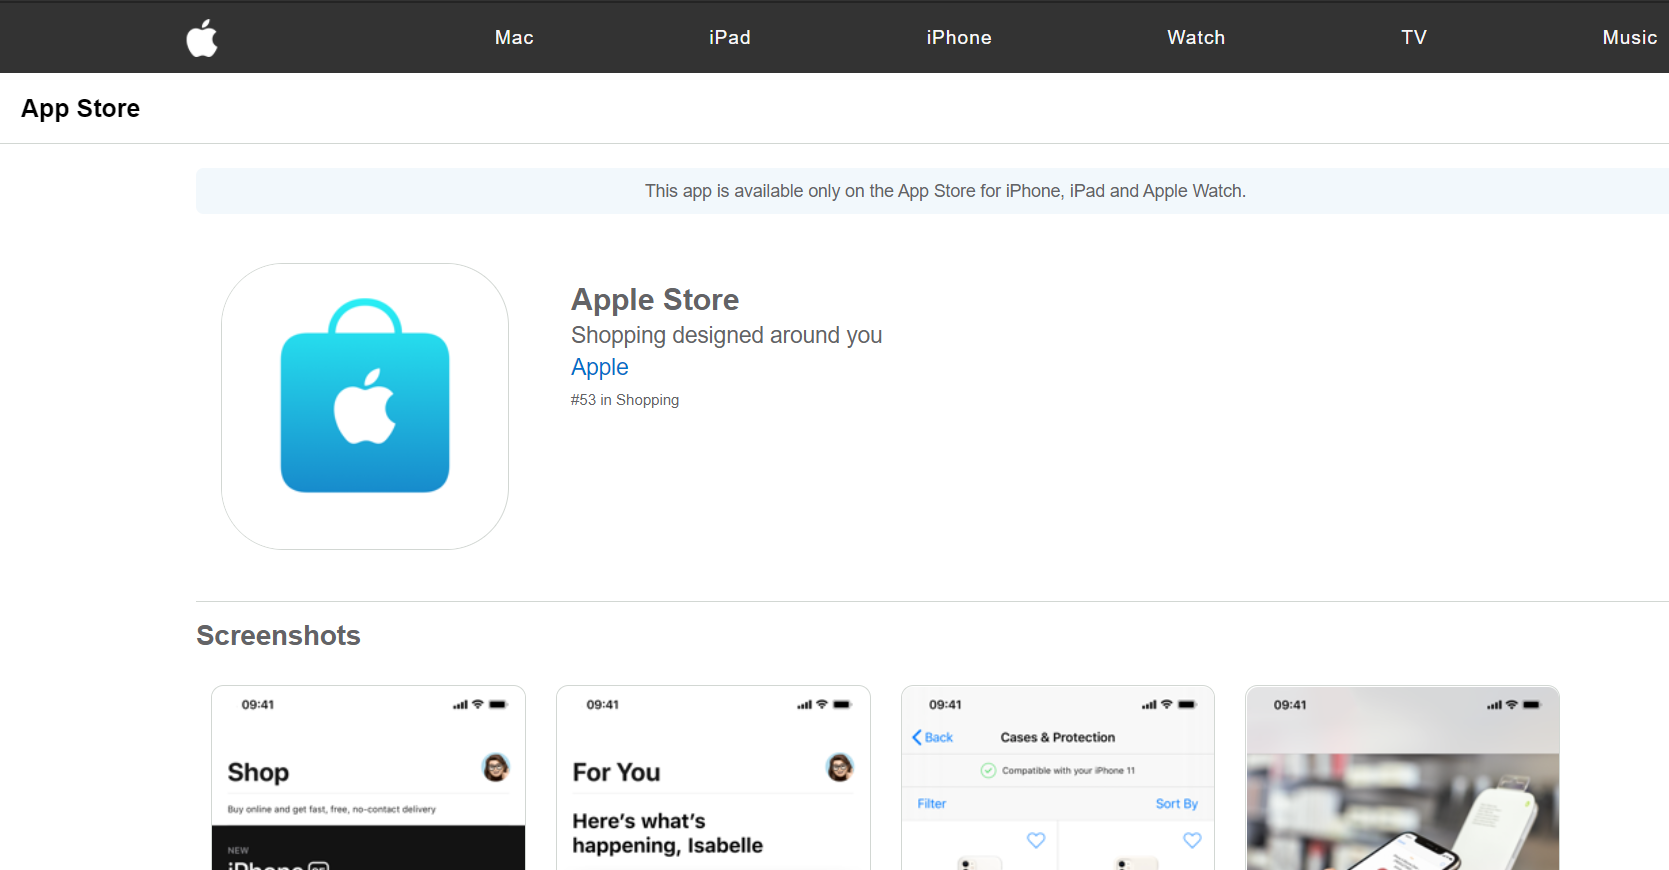 Mac iPad iPhone Watch TV Music
App Store
This app is available only on the App Store for iPhone, iPad and Apple Watch.
Apple Store
Shopping designed around you
Apple
#53 in Shopping
Screenshots
09:41
Shop
Buy online and get fast, free, no-contact delivery
NEW
iPhone SE
09:41
For You
Here's what's
happening, Isabelle
09:41
Back Cases & Protection
Compatible with your iPhone 11
Filter Sort By
09:41